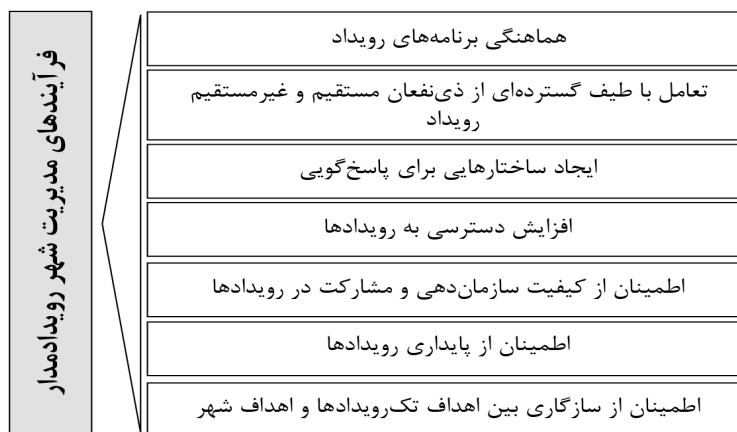 فرآیندهای مدیریت شهر رویدادمدار
هماهنگی برنامه‌های رویداد
تعامل با طیف گسترده‌ای از ذی‌نفعان مستقیم و غیرمستقیم
رویداد
ایجاد ساختارهایی برای پاسخ‌گویی
افزایش دسترسی به رویدادها
اطمینان از کیفیت سازمان‌دهی و مشارکت در رویدادها
اطمینان از پایداری رویدادها
اطمینان از سازگاری بین اهداف تک‌رویدادها و اهداف شهر